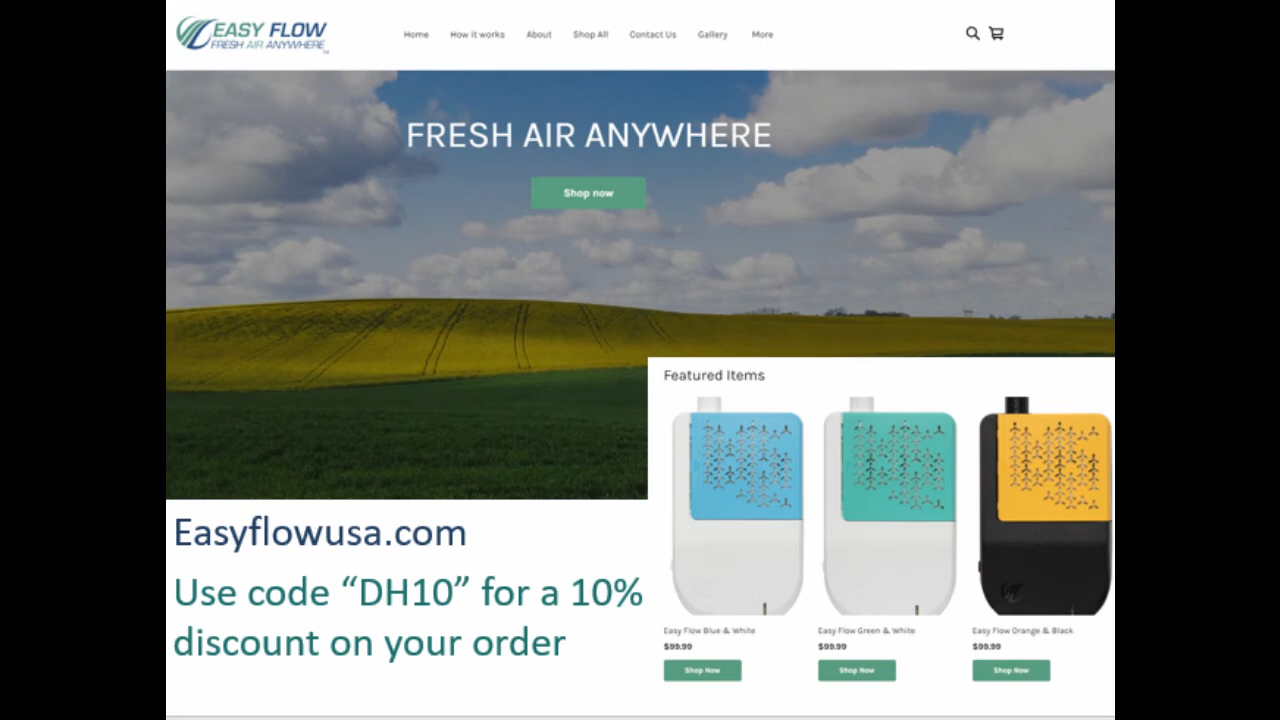 EASY FLOW
FRESH AIR ANYWHERE
Home How it works About Shop All Contact Us Gallery More
FRESH AIR ANYWHERE
Shop now
Featured Items
Easyflowusa.com
Use code “DH10” for a 10%
discount on your order
Easy Flow Blue & White Easy Flow Green & White Easy Flow Orange & Black
$99.99 $99.99 $99.99
Shop Now Shop Now Shop Now